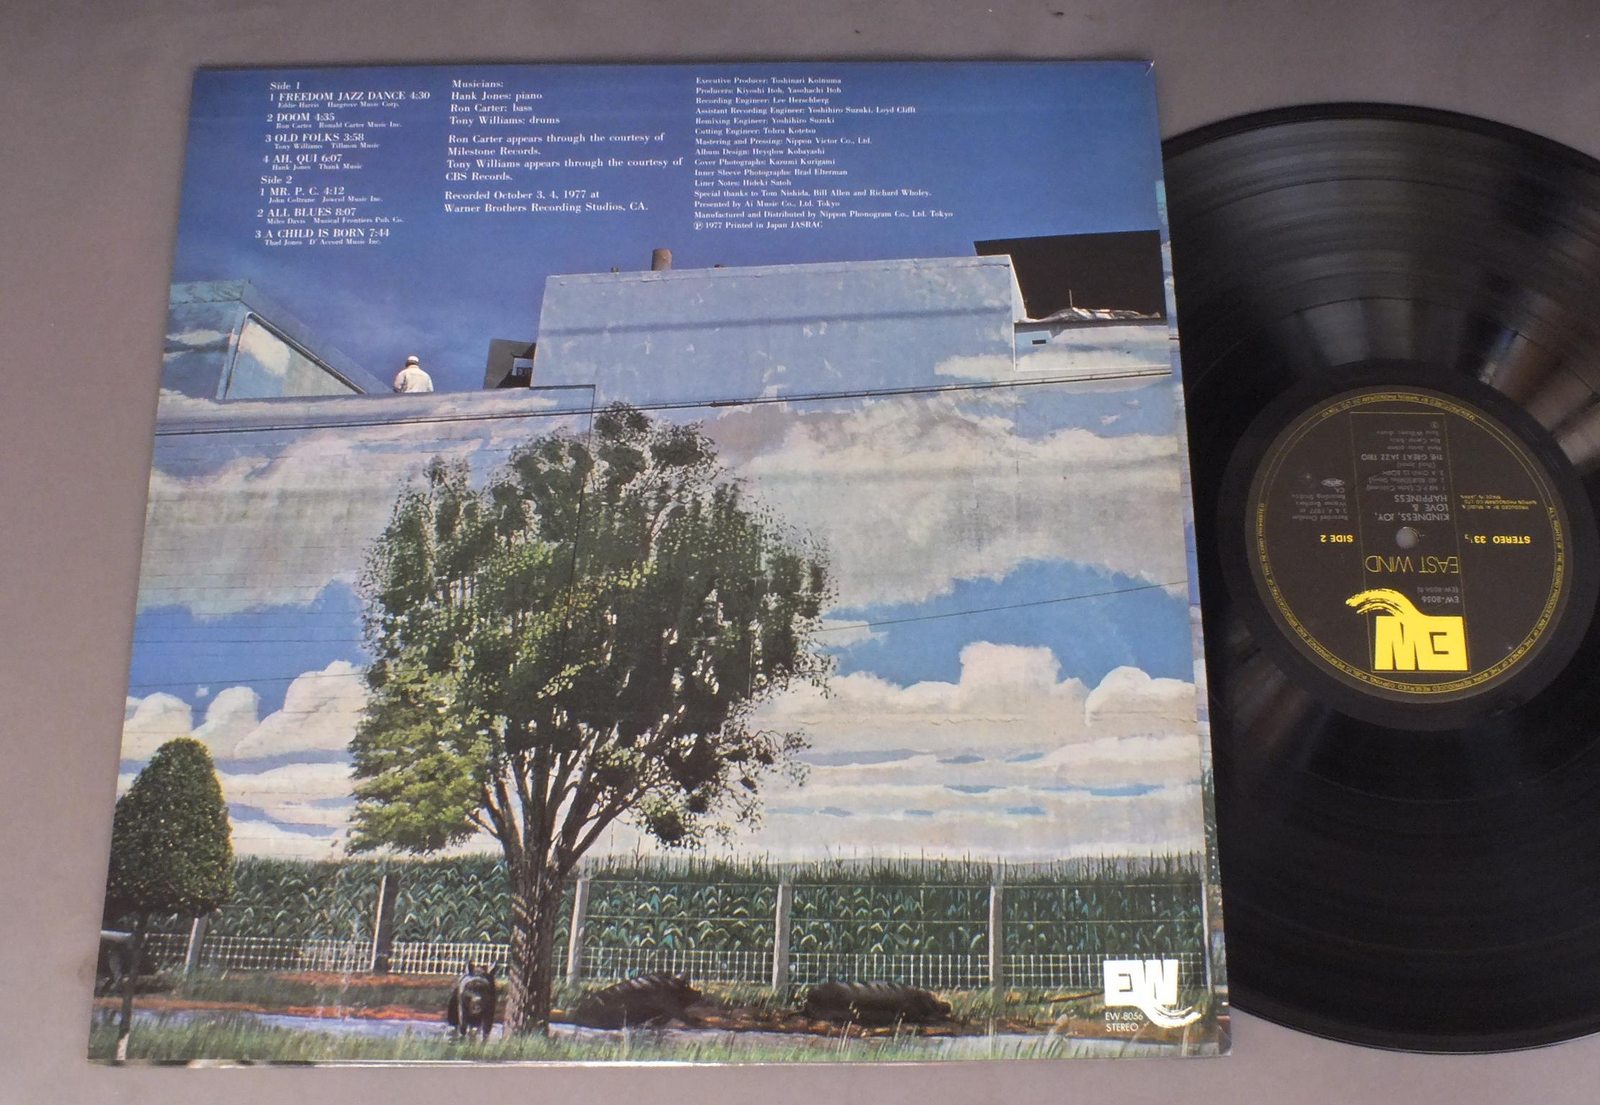 Side 1
1 FREEDOM JAZZ DANCE 4:30
Eddie Harris Hargrove Music Corp.
2 DOOM 4:35
Ron Carter Ronald Carter Music Inc.
3 OLD FOLKS 3:58
Tony Williams Tillmon Music
4 AH, QUI 6:07
Hank Jones Thank Music
Side 2
1 MR. P. C. 4:12
John Coltrane Jowcol Music Inc.
2 ALL BLUES 8:07
Miles Davis Musical Frontiers Pub. Co.
3 A CHILD IS BORN 7:44
Thad Jones D'Accord Music Inc.
Musicians:
Hank Jones: piano
Ron Carter: bass
Tony Williams: drums
Ron Carter appears through the courtesy of
Milestone Records.
Tony Williams appears through the courtesy of
CBS Records.
Recorded October 3, 4, 1977 at
Warner Brothers Recording Studios, CA.
Executive Producer: Toshinari Koinuma
Producers: Kiyoshi Itoh, Yasohachi Itoh
Recording Engineer: Lee Herschberg
Assistant Recording Engineer: Yoshihiro Suzuki, Loyd Clifft
Remixing Engineer: Yoshihiro Suzuki
Cutting Engineer: Tohru Kotetsu
Mastering and Pressing: Nippon Victor Co., Ltd.
Album Design: Heyqlow Kobayashi
Cover Photographs: Kazumi Kurigami
Inner Sleeve Photographs: Brad Elterman
Liner Notes: Hideki Satoh
Special thanks to Tom Nishida, Bill Allen and Richard Wholey.
Presented by Ai Music Co., Ltd. Tokyo
Manufactured and Distributed by Nippon Phonogram Co., Ltd. Tokyo
Ⓟ 1977 Printed in Japan JASRAC
EW
EW-8056
STEREO
EW
EW-8056
EAST WIND
STEREO 33⅓
SIDE 2
KINDNESS, JOY,
LOVE &
HAPPINESS
THE GREAT JAZZ TRIO